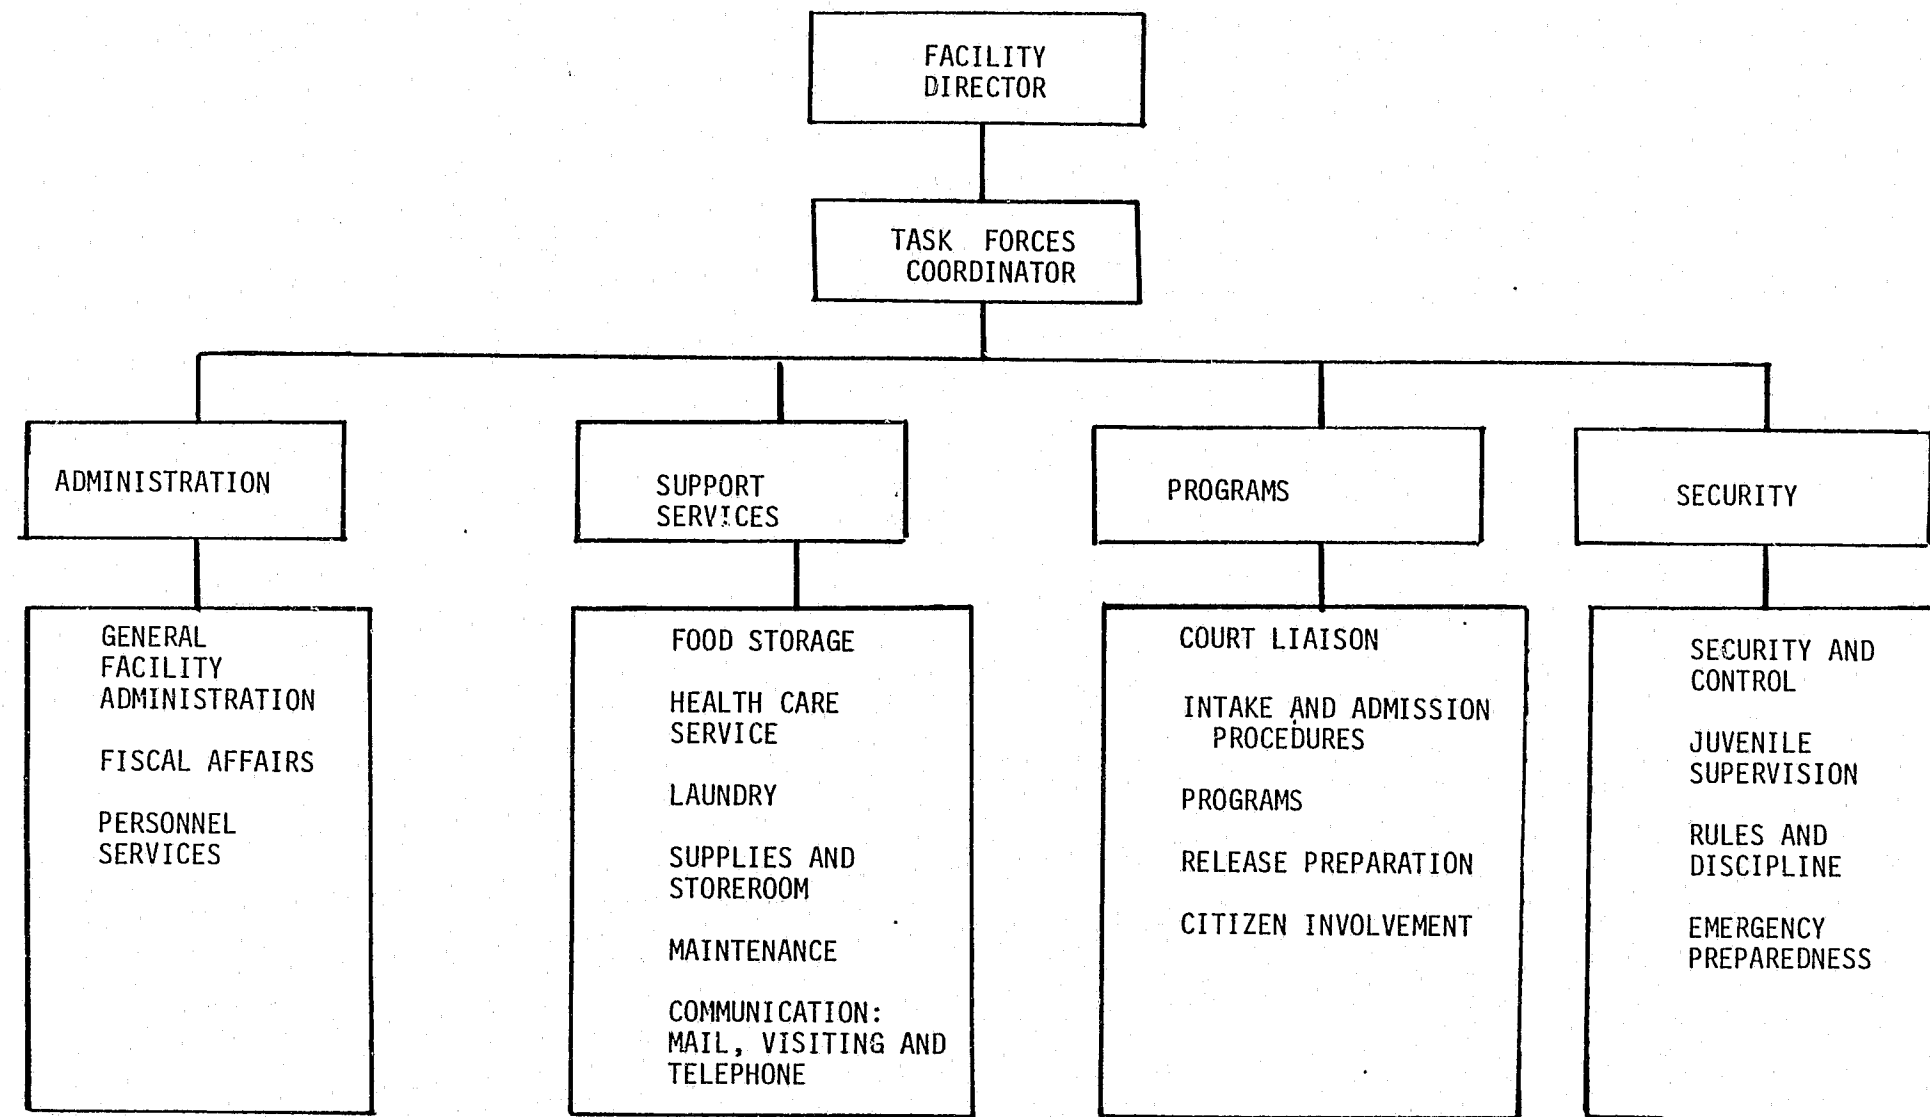 FACILITY
DIRECTOR
TASK FORCES
COORDINATOR
ADMINISTRATION
SUPPORT
SERVICES
PROGRAMS
SECURITY
GENERAL
FACILITY
ADMINISTRATION
FISCAL AFFAIRS
PERSONNEL
SERVICES
FOOD STORAGE
HEALTH CARE
SERVICE
LAUNDRY
SUPPLIES AND
STOREROOM
MAINTENANCE
COMMUNICATION:
MAIL, VISITING AND
TELEPHONE
COURT LIAISON
INTAKE AND ADMISSION
PROCEDURES
PROGRAMS
RELEASE PREPARATION
CITIZEN INVOLVEMENT
SECURITY AND
CONTROL
JUVENILE
SUPERVISION
RULES AND
DISCIPLINE
EMERGENCY
PREPAREDNESS